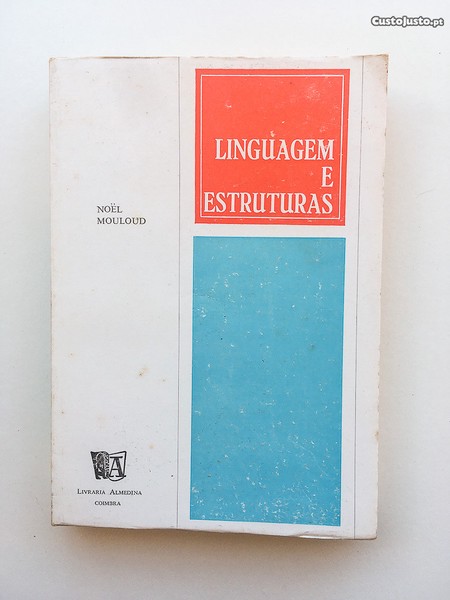 CustoJusto.pt
LINGUAGEM
E
ESTRUTURAS
NOËL
MOULOUD
LIVRARIA ALMEDINA
COIMBRA